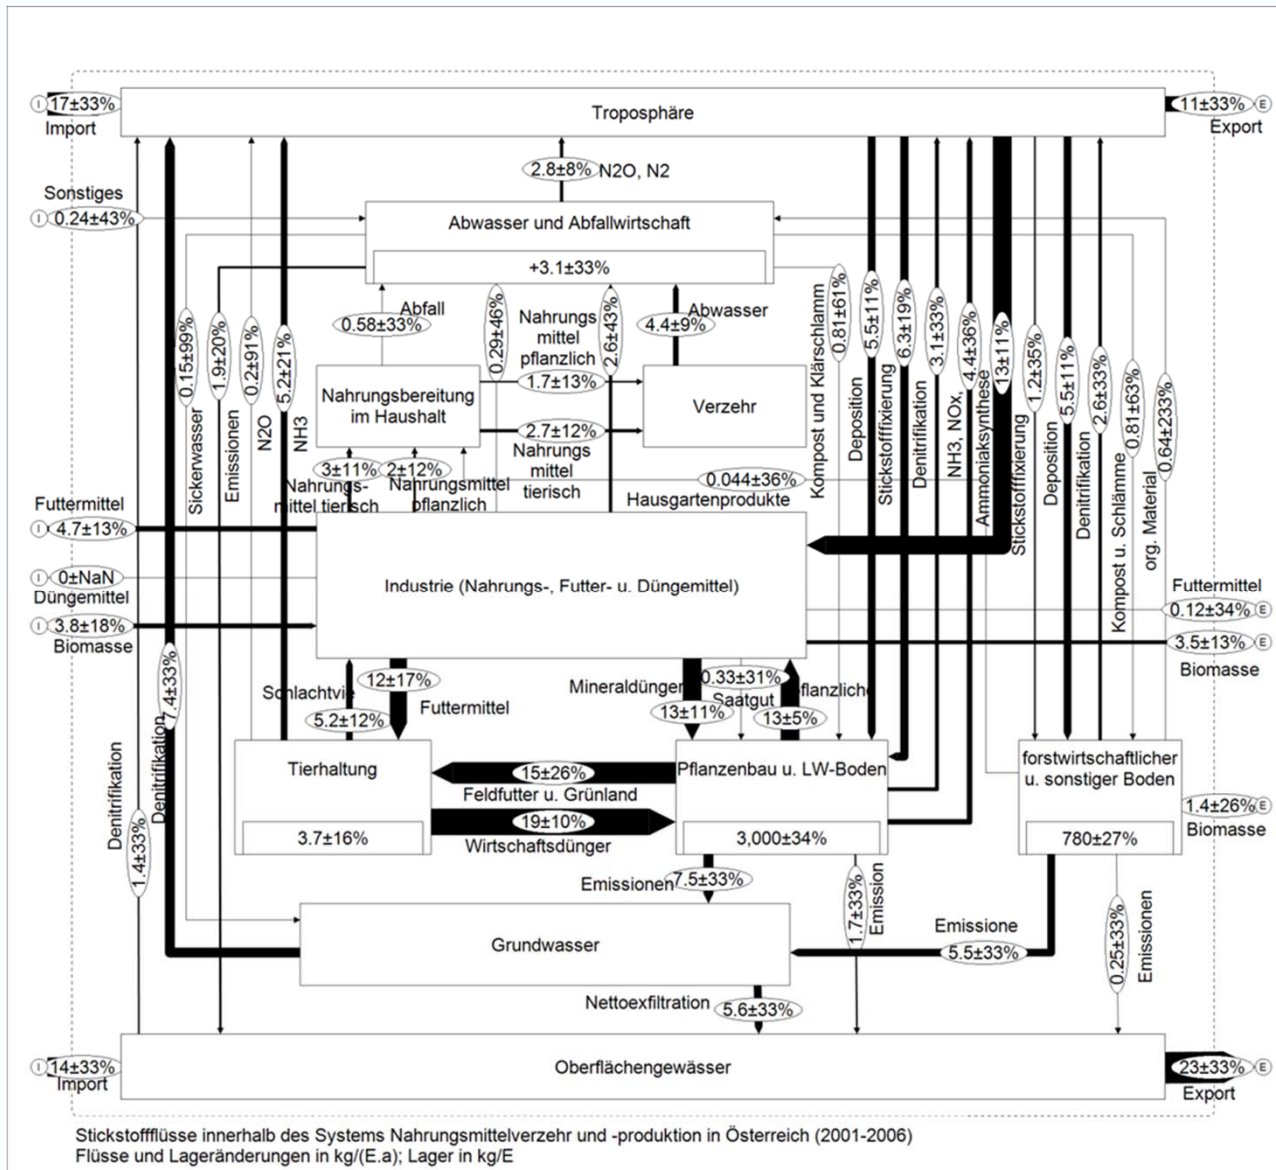 17±33%
Import
Troposphäre
11±33%
Export
Sonstiges
0.24±43%
2.8±8%
N2O, N2
Abwasser und Abfallwirtschaft
+3.1±33%
Abfall
0.58±33%
0.29±46%
Nahrungs
mittel
pflanzlich
1.7±13%
2.6±43%
Abwasser
4.4±9%
0.15±99%
Sickerwasser
1.9±20%
Emissionen
0.2±91%
N2O
5.2±21%
NH3
Nahrungsbereitung
im Haushalt
Verzehr
2.7±12%
Nahrungs
mittel
tierisch
3±11%
Nahrungs-
mittel tierisch
2±12%
Nahrungsmittel
pflanzlich
0.044±36%
Hausgartenprodukte
Kompost und Klärschlamm
0.81±61%
Deposition
5.5±11%
Stickstofffixierung
6.3±19%
Denitrifikation
3.1±33%
NH3, NOx,
4.4±36%
Ammoniaksynthese
13±11%
Stickstofffixierung
1.2±35%
Deposition
5.5±11%
Denitrifikation
2.6±33%
Kompost u. Schlämme
0.81±63%
org. Material
0.64±233%
Futtermittel
4.7±13%
0±NaN
Düngemittel
3.8±18%
Biomasse
Industrie (Nahrungs-, Futter- u. Düngemittel)
Futtermittel
0.12±34%
3.5±13%
Biomasse
7.4±33%
Denitrifikation
Schlachtvie
5.2±12%
12±17%
Futtermittel
Mineraldünger
13±11%
0.33±31%
Saatgut
pflanzliche
13±5%
Tierhaltung
3.7±16%
15±26%
Feldfutter u. Grünland
19±10%
Wirtschaftsdünger
Pflanzenbau u. LW-Boden
3,000±34%
forstwirtschaftlicher
u. sonstiger Boden
780±27%
1.4±26%
Biomasse
Denitrifikation
1.4±33%
Emissionen
7.5±33%
1.7±33%
Emission
Emissione
5.5±33%
0.25±33%
Emissionen
Grundwasser
Nettoexfiltration
5.6±33%
14±33%
Import
Oberflächengewässer
23±33%
Export
Stickstoffflüsse innerhalb des Systems Nahrungsmittelverzehr und -produktion in Österreich (2001-2006)
Flüsse und Lageränderungen in kg/(E.a); Lager in kg/E